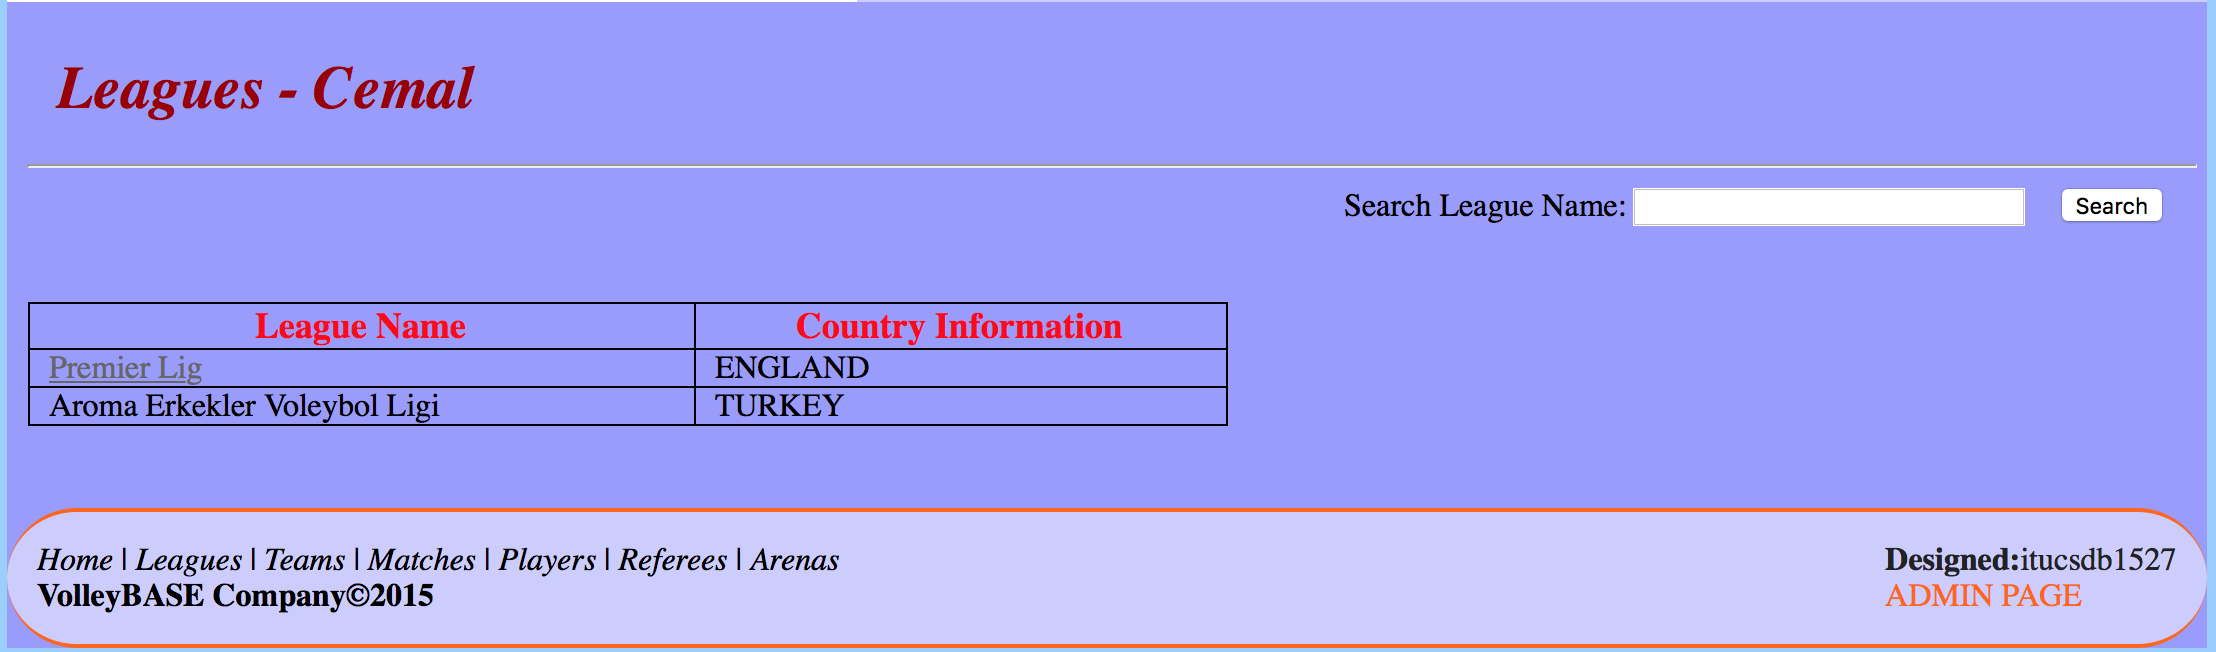 Leagues - Cemal
Search League Name: Search
League Name Country Information
Premier Lig ENGLAND
Aroma Erkekler Voleybol Ligi TURKEY
Home | Leagues | Teams | Matches | Players | Referees | Arenas
VolleyBASE Company©2015
Designed:itucsdb1527
ADMIN PAGE